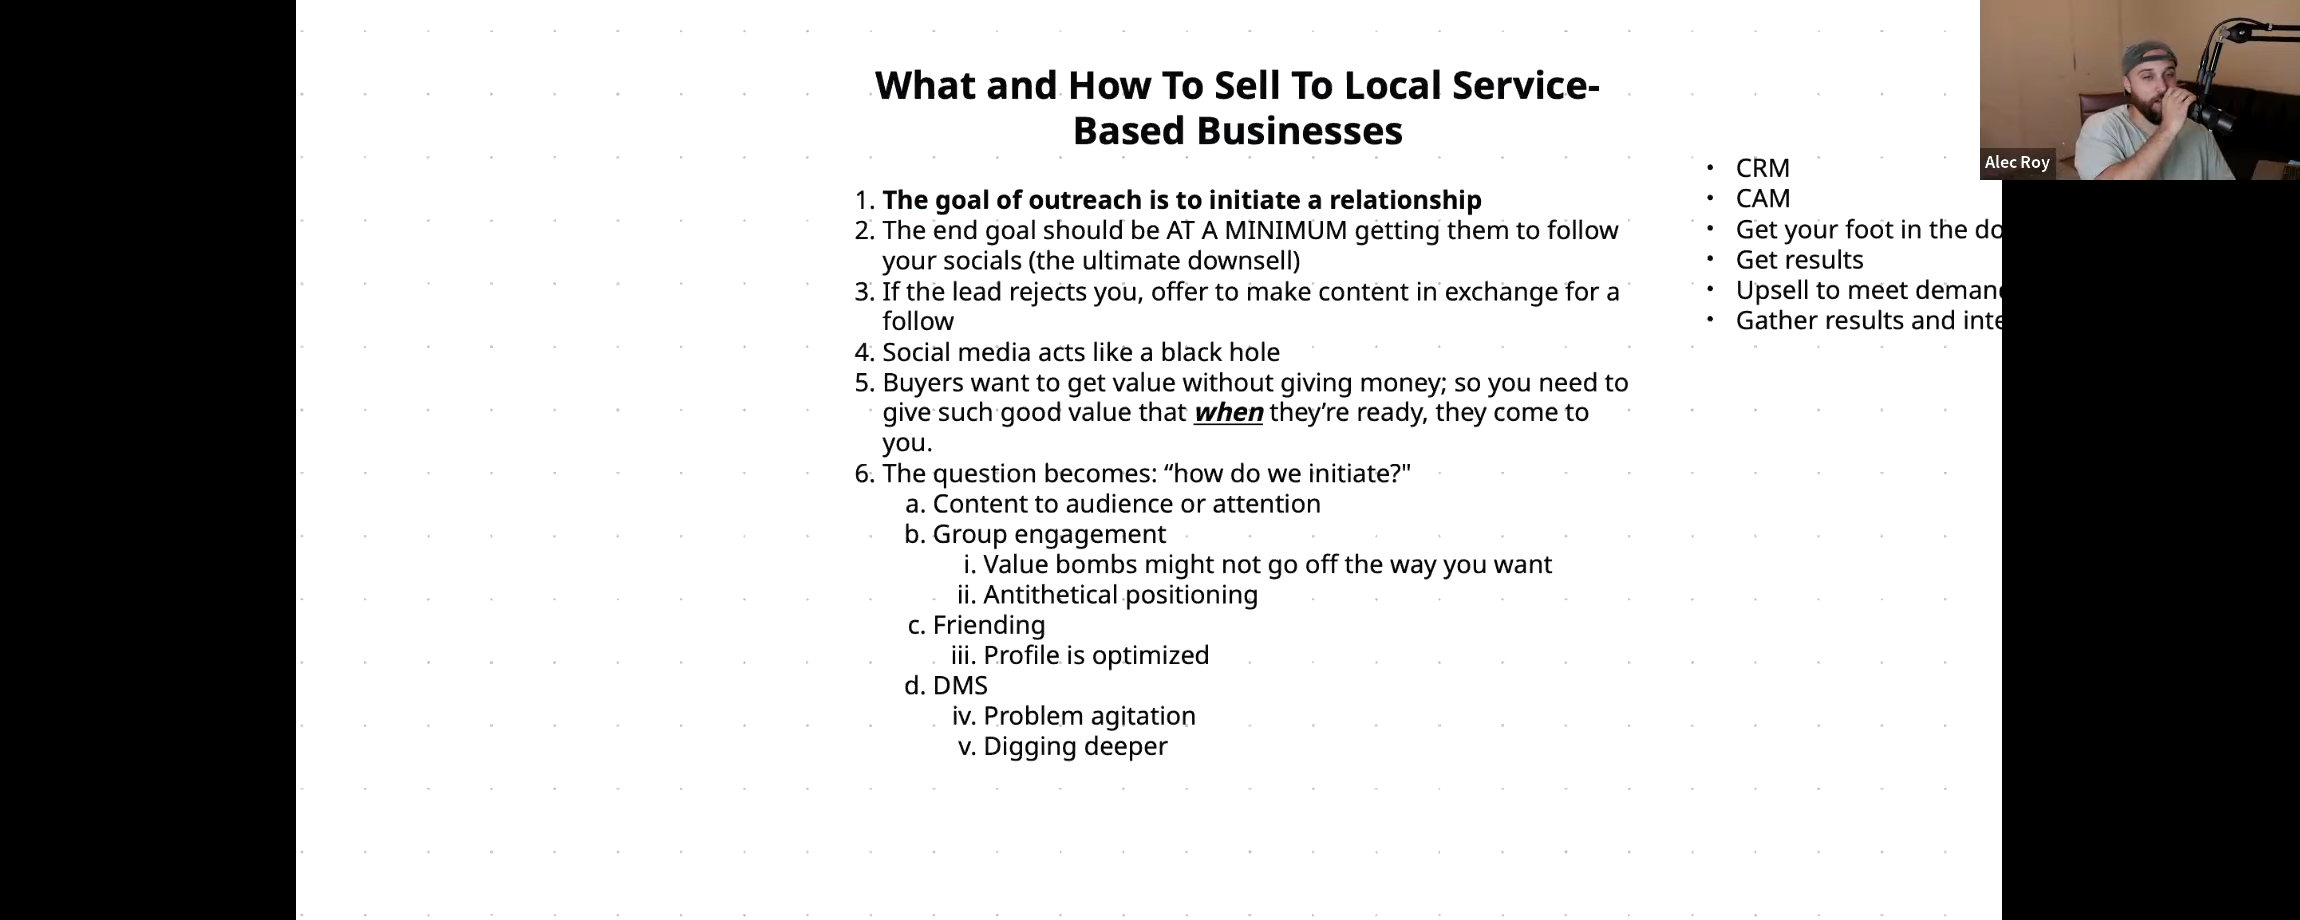 What and How To Sell To Local Service-
Based Businesses
1. The goal of outreach is to initiate a relationship
2. The end goal should be AT A MINIMUM getting them to follow
your socials (the ultimate downsell)
3. If the lead rejects you, offer to make content in exchange for a
follow
4. Social media acts like a black hole
5. Buyers want to get value without giving money; so you need to
give such good value that when they’re ready, they come to
you.
6. The question becomes: “how do we initiate?"
a. Content to audience or attention
b. Group engagement
i. Value bombs might not go off the way you want
ii. Antithetical positioning
c. Friending
iii. Profile is optimized
d. DMS
iv. Problem agitation
v. Digging deeper
• CRM
• CAM
• Get your foot in the do
• Get results
• Upsell to meet deman
• Gather results and inte
Alec Roy